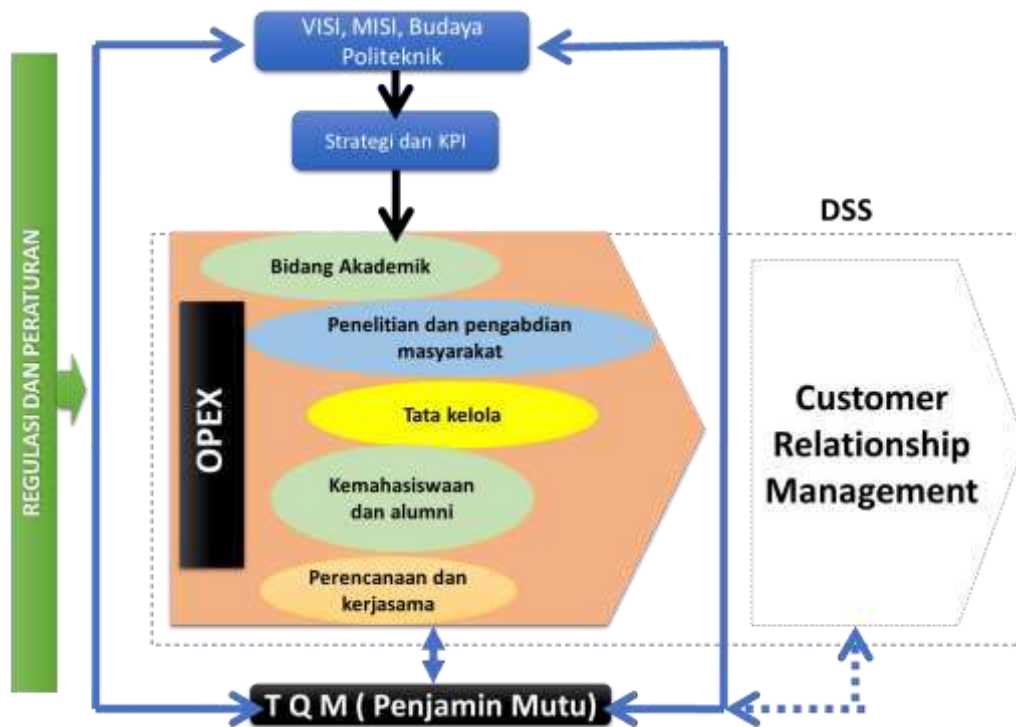 VISI, MISI, Budaya
Politeknik
Strategi dan KPI
REGULASI DAN PERATURAN
DSS
Bidang Akademik
Penelitian dan pengabdian
masyarakat
OPEX
Tata kelola
Kemahasiswaan
dan alumni
Perencanaan dan
kerjasama
Customer
Relationship
Management
T Q M ( Penjamin Mutu)